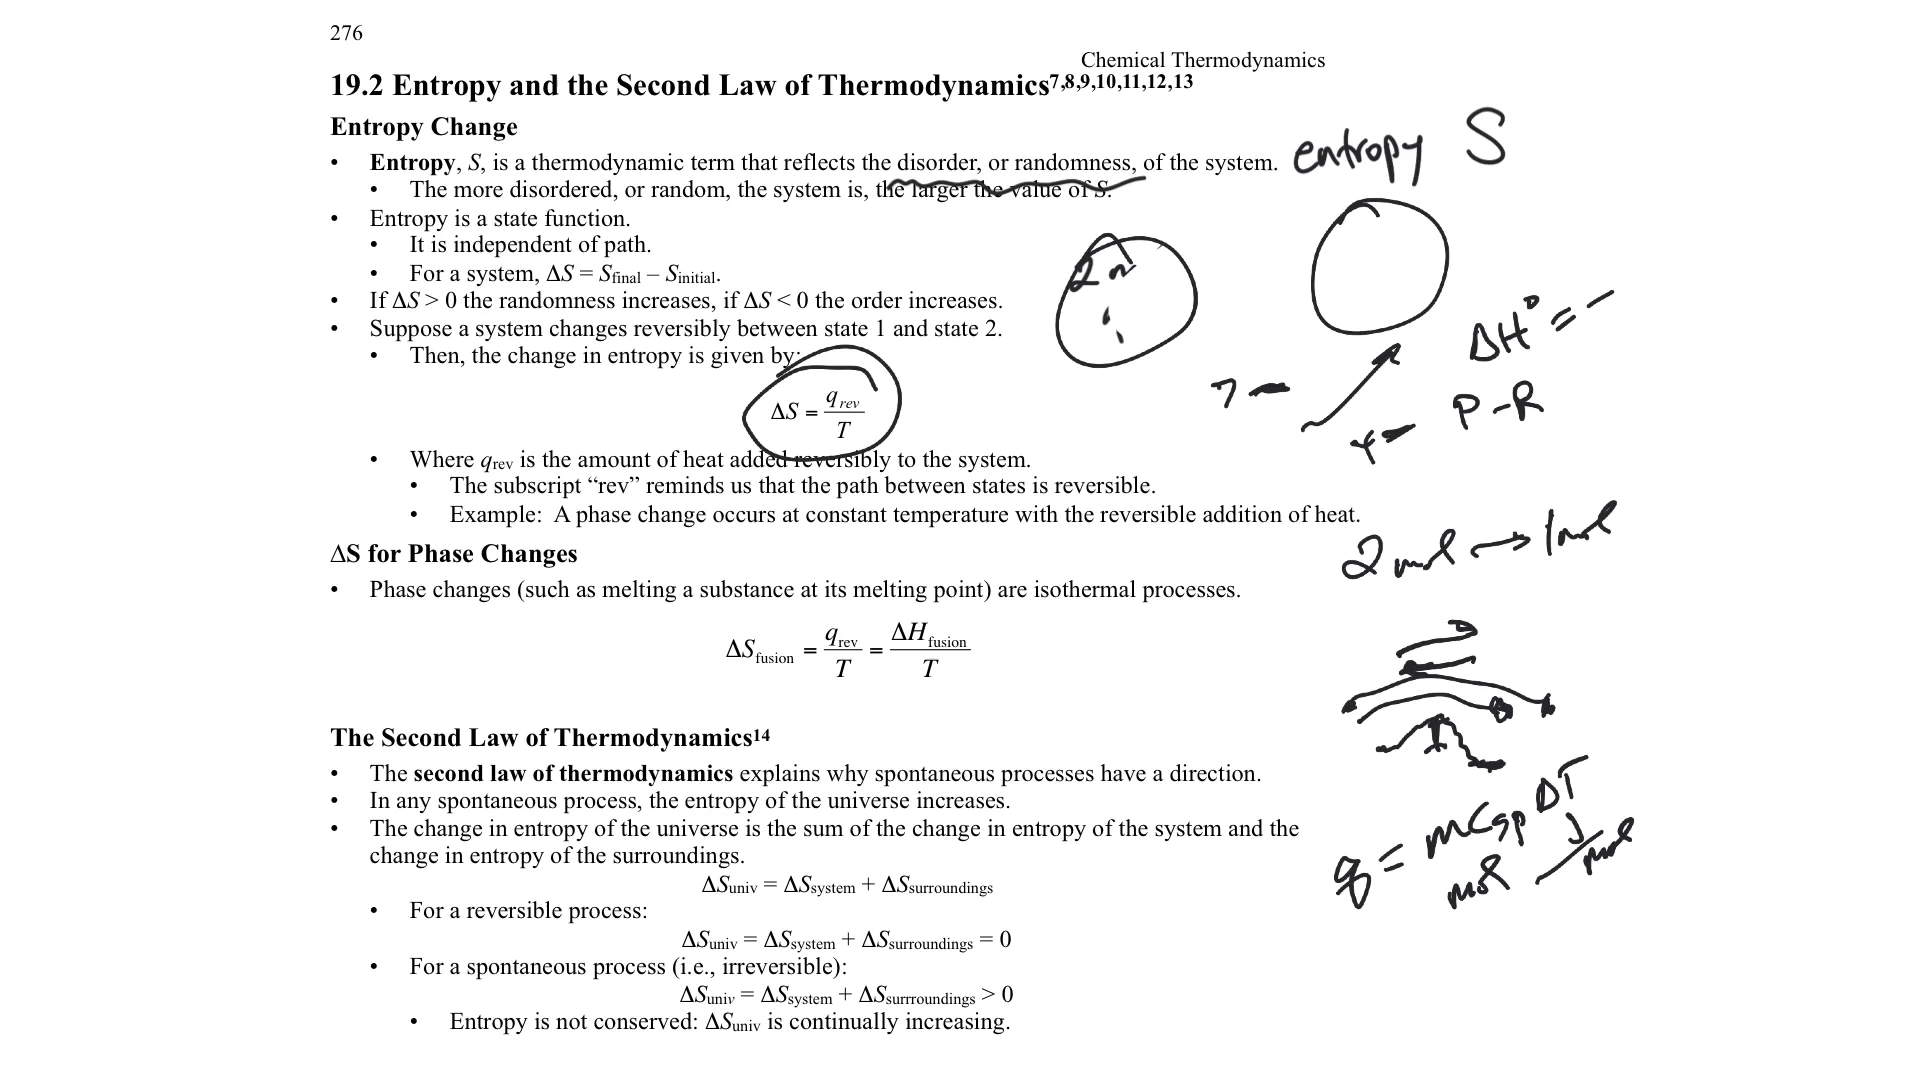 276
Chemical Thermodynamics
19.2 Entropy and the Second Law of Thermodynamics7,8,9,10,11,12,13
Entropy Change
• Entropy, S, is a thermodynamic term that reflects the disorder, or randomness, of the system.
entropy S
• The more disordered, or random, the system is, the larger the value of S.
• Entropy is a state function.
• It is independent of path.
• For a system, ΔS = Sfinal – Sinitial.
• If ΔS > 0 the randomness increases, if ΔS < 0 the order increases.
ΔH° = –
• Suppose a system changes reversibly between state 1 and state 2.
• Then, the change in entropy is given by:
ΔS = qrev / T
P – R
• Where qrev is the amount of heat added reversibly to the system.
• The subscript “rev” reminds us that the path between states is reversible.
• Example: A phase change occurs at constant temperature with the reversible addition of heat.
2 mol → 1 mol
ΔS for Phase Changes
• Phase changes (such as melting a substance at its melting point) are isothermal processes.
ΔSfusion = qrev / T = ΔHfusion / T
The Second Law of Thermodynamics14
• The second law of thermodynamics explains why spontaneous processes have a direction.
• In any spontaneous process, the entropy of the universe increases.
• The change in entropy of the universe is the sum of the change in entropy of the system and the
change in entropy of the surroundings.
q = mCsp ΔT
mol J/mol
ΔSuniv = ΔSsystem + ΔSsurroundings
• For a reversible process:
ΔSuniv = ΔSsystem + ΔSsurroundings = 0
• For a spontaneous process (i.e., irreversible):
ΔSuniv = ΔSsystem + ΔSsurrroundings > 0
• Entropy is not conserved: ΔSuniv is continually increasing.